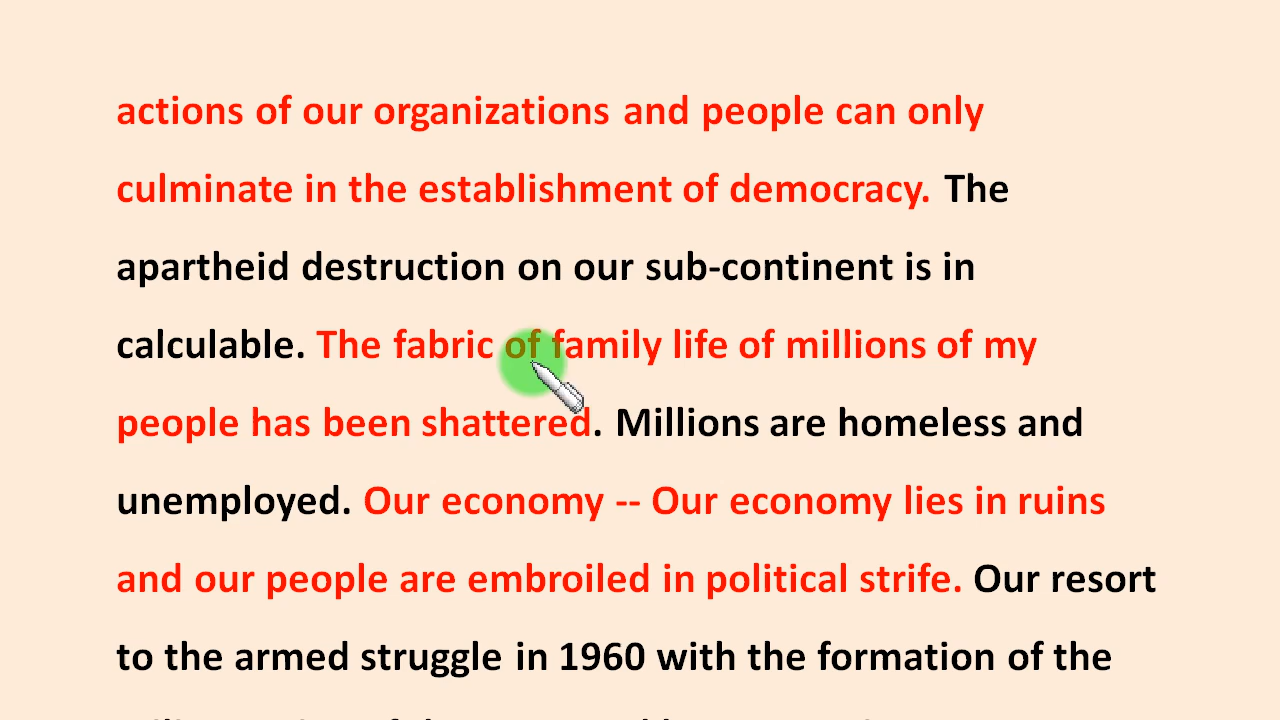 actions of our organizations and people can only
culminate in the establishment of democracy. The
apartheid destruction on our sub-continent is in
calculable. The fabric of family life of millions of my
people has been shattered. Millions are homeless and
unemployed. Our economy -- Our economy lies in ruins
and our people are embroiled in political strife. Our resort
to the armed struggle in 1960 with the formation of the